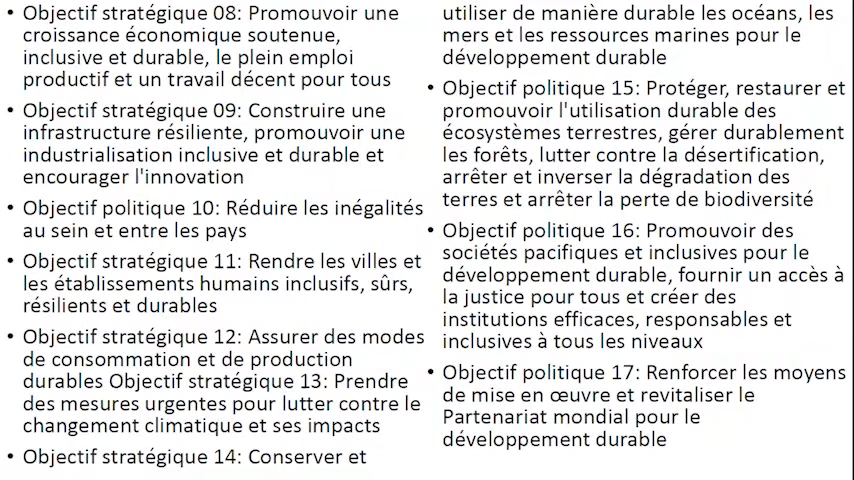 • Objectif stratégique 08: Promouvoir une
croissance économique soutenue,
inclusive et durable, le plein emploi
productif et un travail décent pour tous
• Objectif stratégique 09: Construire une
infrastructure résiliente, promouvoir une
industrialisation inclusive et durable et
encourager l'innovation
• Objectif politique 10: Réduire les inégalités
au sein et entre les pays
• Objectif stratégique 11: Rendre les villes et
les établissements humains inclusifs, sûrs,
résilients et durables
• Objectif stratégique 12: Assurer des modes
de consommation et de production
durables Objectif stratégique 13: Prendre
des mesures urgentes pour lutter contre le
changement climatique et ses impacts
• Objectif stratégique 14: Conserver et
utiliser de manière durable les océans, les
mers et les ressources marines pour le
développement durable
• Objectif politique 15: Protéger, restaurer et
promouvoir l'utilisation durable des
écosystèmes terrestres, gérer durablement
les forêts, lutter contre la désertification,
arrêter et inverser la dégradation des
terres et arrêter la perte de biodiversité
• Objectif politique 16: Promouvoir des
sociétés pacifiques et inclusives pour le
développement durable, fournir un accès à
la justice pour tous et créer des
institutions efficaces, responsables et
inclusives à tous les niveaux
• Objectif politique 17: Renforcer les moyens
de mise en œuvre et revitaliser le
Partenariat mondial pour le
développement durable